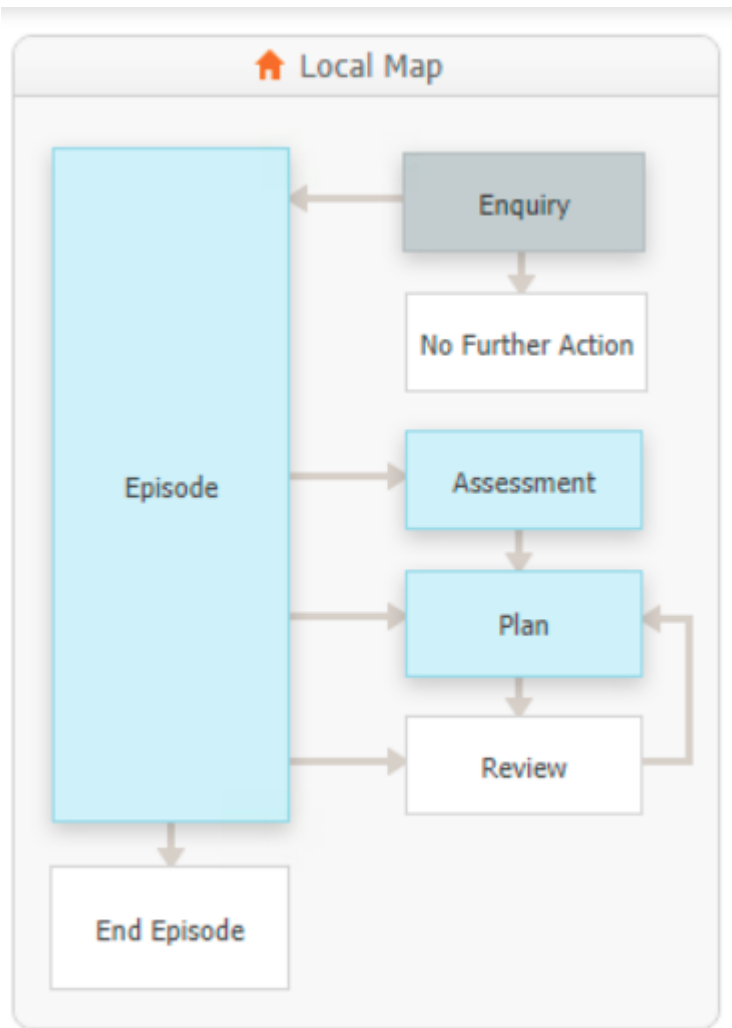 Local Map
Enquiry
No Further Action
Episode
Assessment
Plan
Review
End Episode